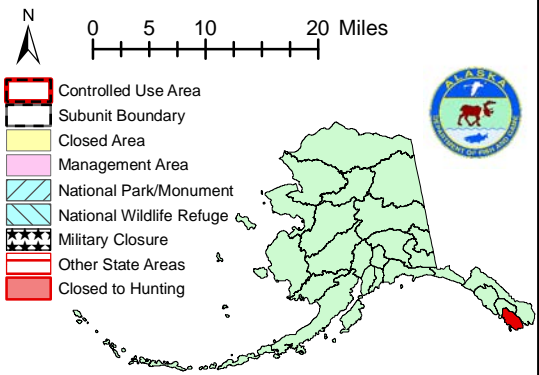 N
0 5 10 20 Miles
Controlled Use Area
Subunit Boundary
Closed Area
Management Area
National Park/Monument
National Wildlife Refuge
Military Closure
Other State Areas
Closed to Hunting
ALASKA
DEPARTMENT OF FISH AND GAME